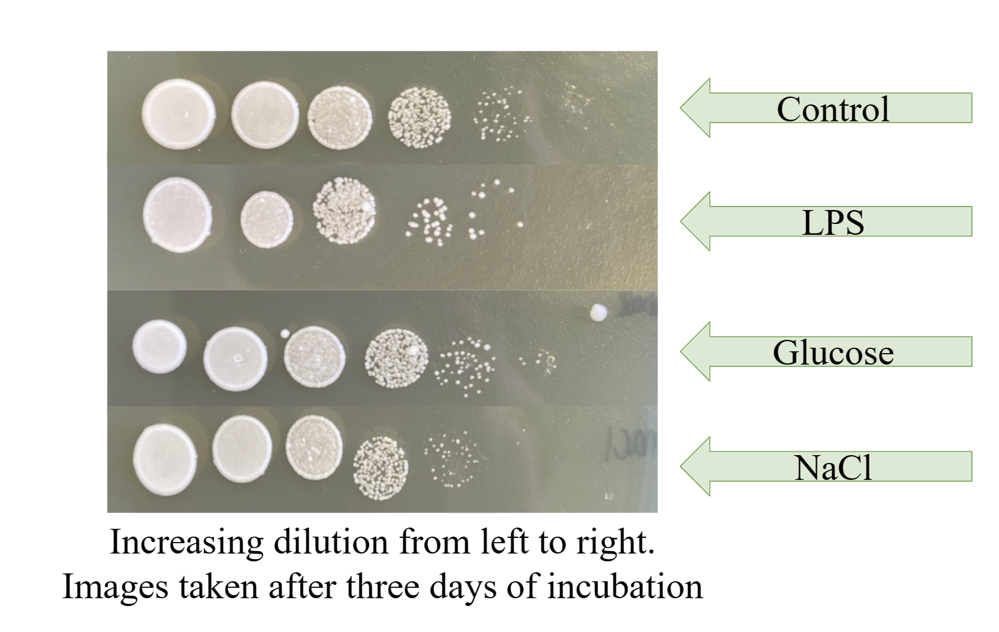 Control
LPS
Glucose
NaCl
Increasing dilution from left to right.
Images taken after three days of incubation